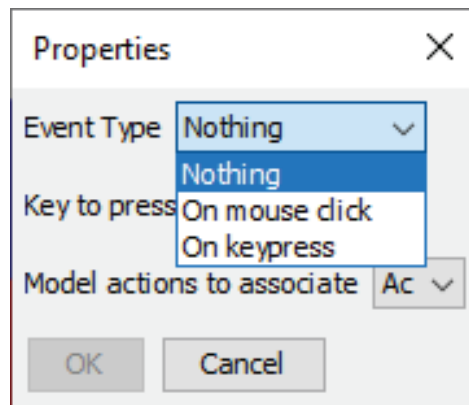 Properties
Event Type Nothing
Nothing
Key to press
On mouse click
On keypress
Model actions to associate Ac
OK Cancel